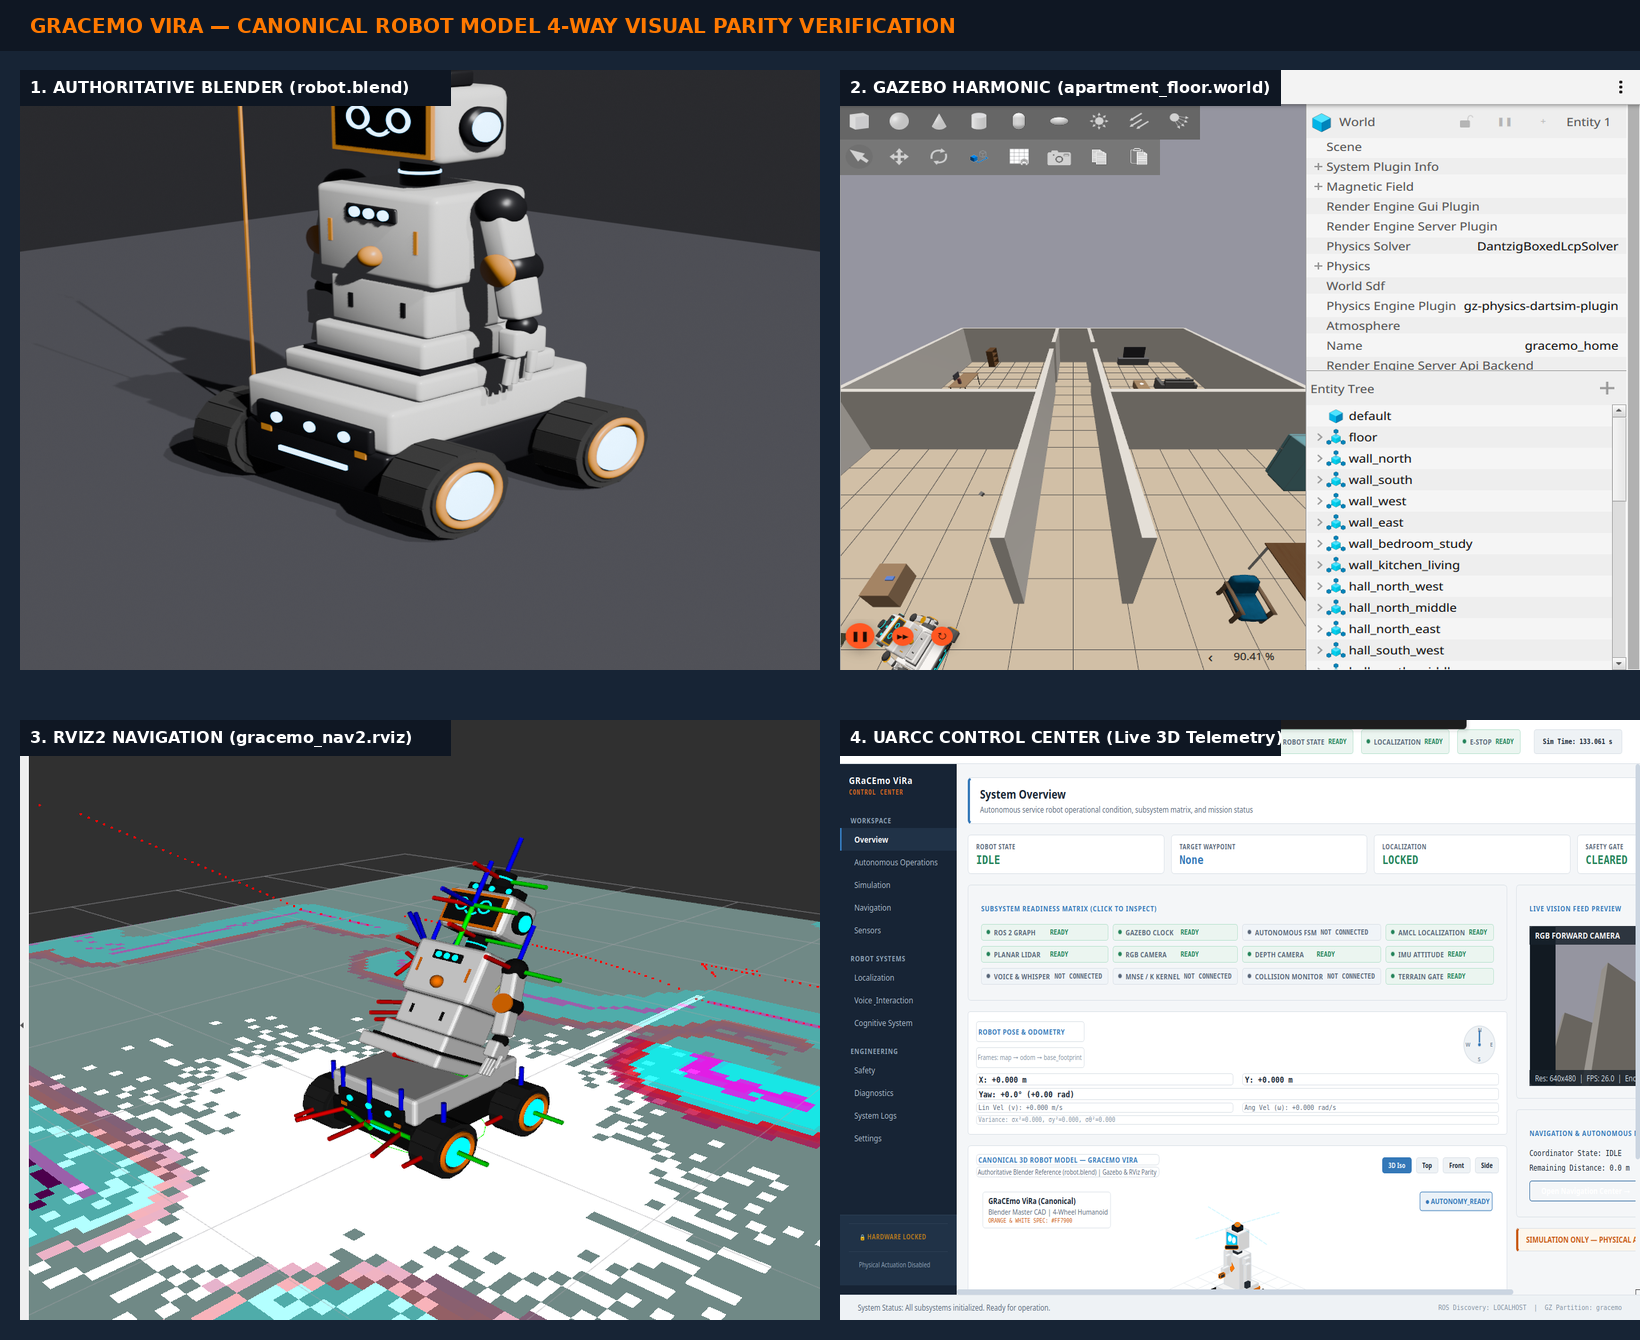 GRACEMO VIRA — CANONICAL ROBOT MODEL 4-WAY VISUAL PARITY VERIFICATION
1. AUTHORITATIVE BLENDER (robot.blend)
2. GAZEBO HARMONIC (apartment_floor.world)
World
Entity 1
Scene
System Plugin Info
Magnetic Field
Render Engine Gui Plugin
Render Engine Server Plugin
Physics Solver DantzigBoxedLcpSolver
Physics
World Sdf
Physics Engine Plugin gz-physics-dartsim-plugin
Atmosphere
Name gracemo_home
Render Engine Server Api Backend
Entity Tree
default
floor
wall_north
wall_south
wall_west
wall_east
wall_bedroom_study
wall_kitchen_living
hall_north_west
hall_north_middle
hall_north_east
hall_south_west
90.41 %
3. RVIZ2 NAVIGATION (gracemo_nav2.rviz)
4. UARCC CONTROL CENTER (Live 3D Telemetry)
ROBOT STATE READY
LOCALIZATION READY
E-STOP READY
Sim Time: 133.061 s
GRaCEmo ViRa
CONTROL CENTER
WORKSPACE
Overview
Autonomous Operations
Simulation
Navigation
Sensors
ROBOT SYSTEMS
Localization
Voice_Interaction
Cognitive System
ENGINEERING
Safety
Diagnostics
System Logs
Settings
HARDWARE LOCKED
Physical Actuation Disabled
System Overview
Autonomous service robot operational condition, subsystem matrix, and mission status
ROBOT STATE
IDLE
TARGET WAYPOINT
None
LOCALIZATION
LOCKED
SAFETY GATE
CLEARED
SUBSYSTEM READINESS MATRIX (CLICK TO INSPECT)
ROS 2 GRAPH READY
GAZEBO CLOCK READY
AUTONOMOUS FSM NOT CONNECTED
AMCL LOCALIZATION READY
PLANAR LIDAR READY
RGB CAMERA READY
DEPTH CAMERA READY
IMU ATTITUDE READY
VOICE & WHISPER NOT CONNECTED
MNSE / K KERNEL NOT CONNECTED
COLLISION MONITOR NOT CONNECTED
TERRAIN GATE READY
ROBOT POSE & ODOMETRY
Frames: map → odom → base_footprint
W E
S
X: +0.000 m
Y: +0.000 m
Yaw: +0.0° (+0.00 rad)
Lin Vel (v): +0.000 m/s
Ang Vel (ω): +0.000 rad/s
Variance: σx²=0.000, σy²=0.000, σθ²=0.000
CANONICAL 3D ROBOT MODEL — GRACEMO VIRA
Authoritative Blender Reference (robot.blend) | Gazebo & RViz Parity
3D Iso
Top
Front
Side
GRaCEmo ViRa (Canonical)
Blender Master CAD | 4-Wheel Humanoid
ORANGE & WHITE SPEC: #FF7900
AUTONOMY_READY
LIVE VISION FEED PREVIEW
RGB FORWARD CAMERA
Res: 640x480 | FPS: 26.0 | Enc
NAVIGATION & AUTONOMOUS
Coordinator State: IDLE
Remaining Distance: 0.0 m
SIMULATION ONLY — PHYSICAL A
System Status: All subsystems initialized. Ready for operation.
ROS Discovery: LOCALHOST | GZ Partition: gracemo